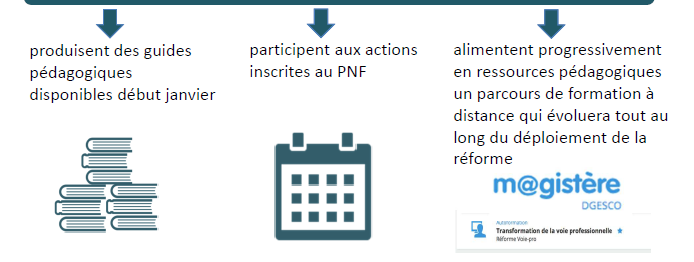 produisent des guides
pédagogiques
disponibles début janvier
participent aux actions
inscrites au PNF
alimentent progressivement
en ressources pédagogiques
un parcours de formation à
distance qui évoluera tout au
long du déploiement de la
réforme
m@gistère
DGESCO
Autoformation
Transformation de la voie professionnelle
Réforme Voie-pro